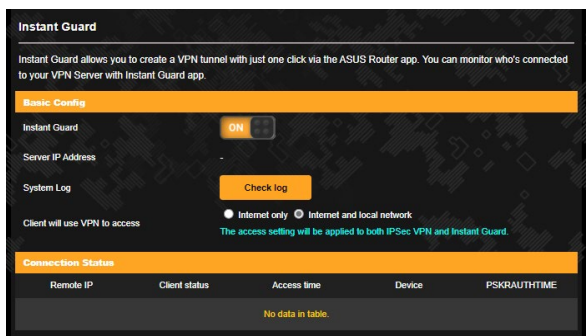 Instant Guard
Instant Guard allows you to create a VPN tunnel with just one click via the ASUS Router app. You can monitor who's connected
to your VPN Server with Instant Guard app.
Basic Config
Instant Guard
ON
Server IP Address
-
System Log
Check log
Client will use VPN to access
Internet only Internet and local network
The access setting will be applied to both IPSec VPN and Instant Guard.
Connection Status
Remote IP Client status Access time Device PSKRAUTHTIME
No data in table.